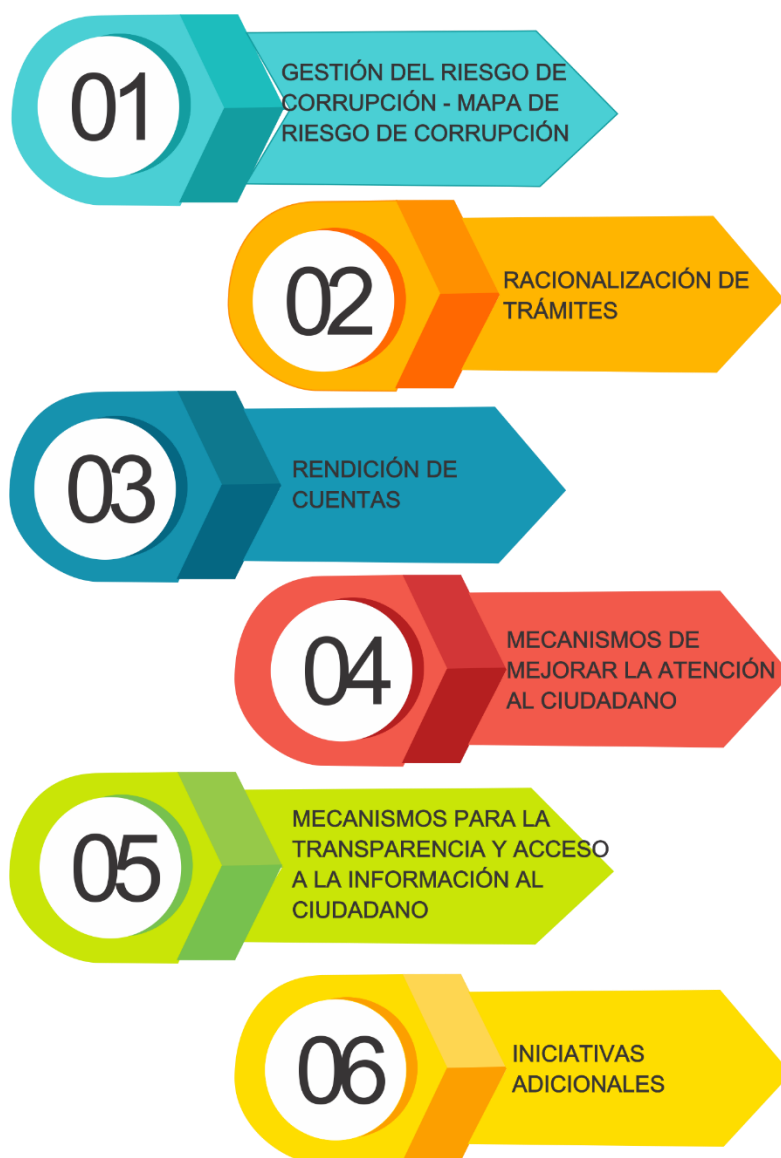 01
GESTIÓN DEL RIESGO DE
CORRUPCIÓN - MAPA DE
RIESGO DE CORRUPCIÓN
02
RACIONALIZACIÓN DE
TRÁMITES
03
RENDICIÓN DE
CUENTAS
04
MECANISMOS DE
MEJORAR LA ATENCIÓN
AL CIUDADANO
05
MECANISMOS PARA LA
TRANSPARENCIA Y ACCESO
A LA INFORMACIÓN AL
CIUDADANO
06
INICIATIVAS
ADICIONALES